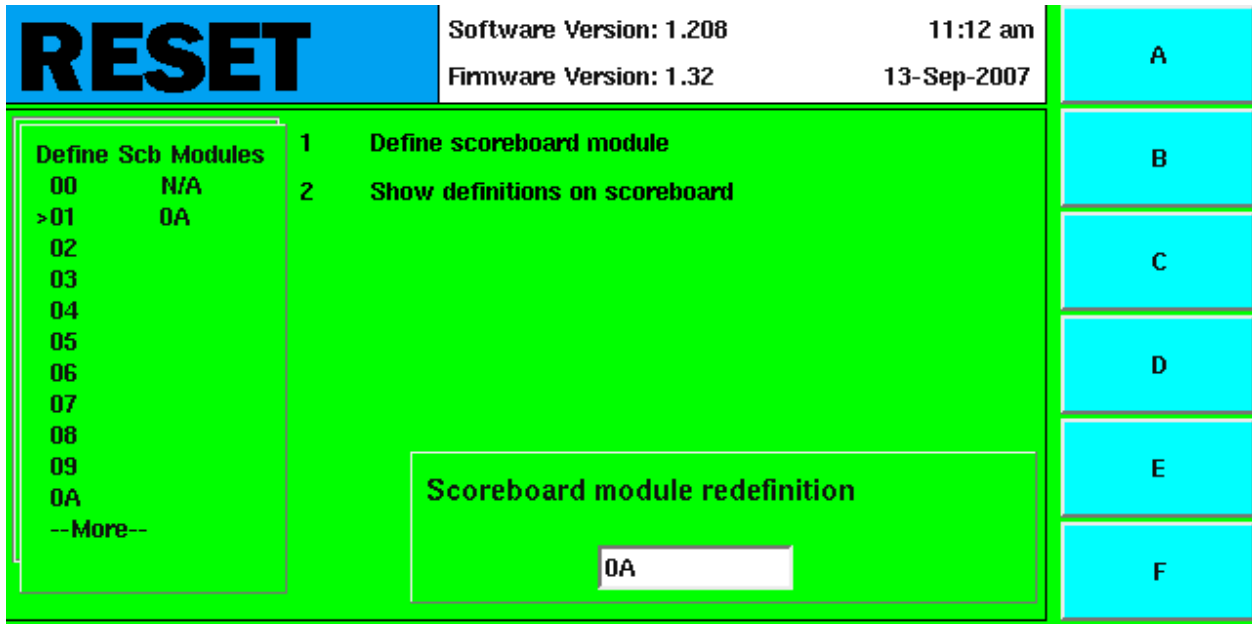 RESET
Software Version: 1.208 11:12 am
Firmware Version: 1.32 13-Sep-2007
Define Scb Modules
00 N/A
>01 0A
02
03
04
05
06
07
08
09
0A
--More--
1 Define scoreboard module
2 Show definitions on scoreboard
Scoreboard module redefinition
0A
A
B
C
D
E
F